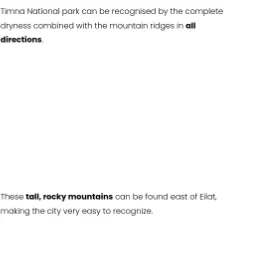 Timna National park can be recognised by the complete
dryness combined with the mountain ridges in all
directions.
These tall, rocky mountains can be found east of Eilat,
making the city very easy to recognize.